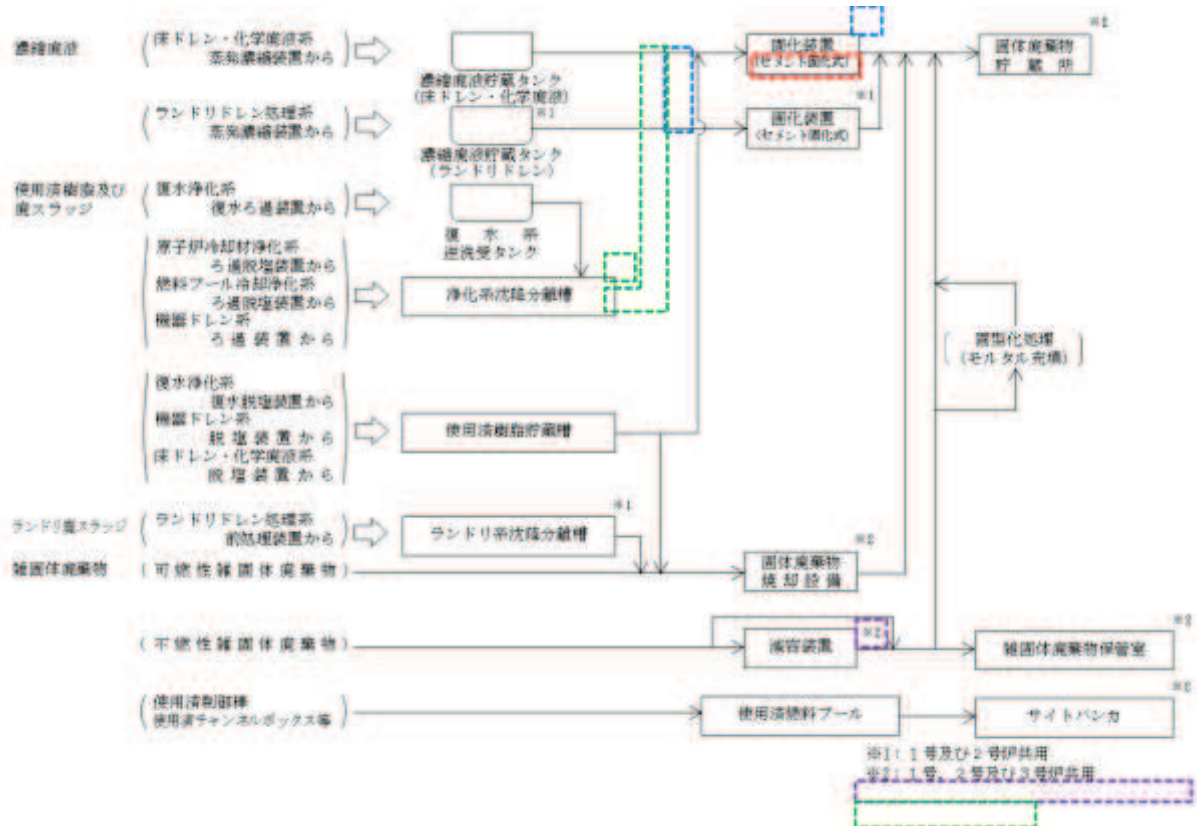 濃縮廃液
(床ドレン・化学廃液系
蒸発濃縮装置から)
濃縮廃液貯蔵タンク
(床ドレン・化学廃液)
固化装置
(セメント固化式)
※2
固体廃棄物
貯蔵所
(ランドリドレン処理系
蒸発濃縮装置から)
※1
濃縮廃液貯蔵タンク
(ランドリドレン)
※1
固化装置
(セメント固化式)
使用済樹脂及び
廃スラッジ
(復水浄化系
復水ろ過装置から)
復水系
逆洗受タンク
(原子炉冷却材浄化系
ろ過脱塩装置から
燃料プール冷却浄化系
ろ過脱塩装置から
機器ドレン系
ろ過装置から)
浄化系沈降分離槽
(固型化処理
(モルタル充填))
(復水浄化系
復水脱塩装置から
機器ドレン系
脱塩装置から
床ドレン・化学廃液系
脱塩装置から)
使用済樹脂貯蔵槽
ランドリ廃スラッジ
(ランドリドレン処理系
前処理装置から)
※1
ランドリ系沈降分離槽
雑固体廃棄物
(可燃性雑固体廃棄物)
※2
固体廃棄物
焼却設備
(不燃性雑固体廃棄物)
減容装置
※2
※2
雑固体廃棄物保管室
(使用済制御棒
使用済チャンネルボックス等)
使用済燃料プール
※2
サイトバンカ
※1：1号及び2号炉共用
※2：1号，2号及び3号炉共用